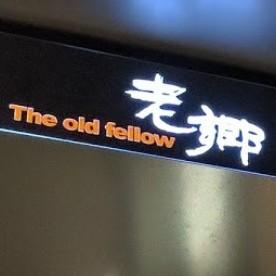 The old fellow 老鄉